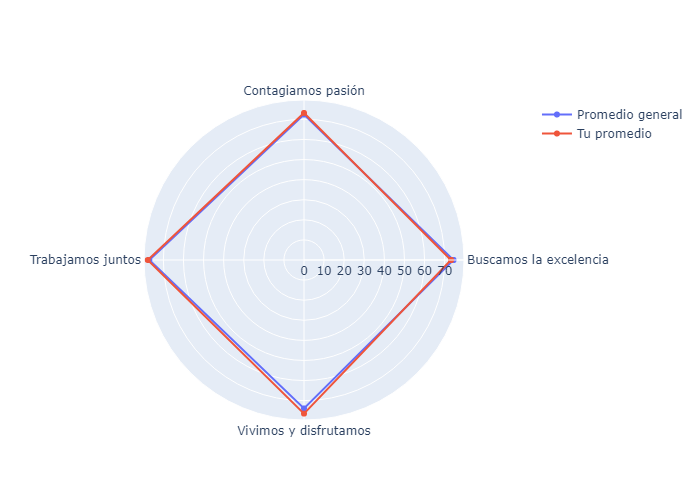 Contagiamos pasión
Promedio general
Tu promedio
Trabajamos juntos
Buscamos la excelencia
0 10 20 30 40 50 60 70
Vivimos y disfrutamos